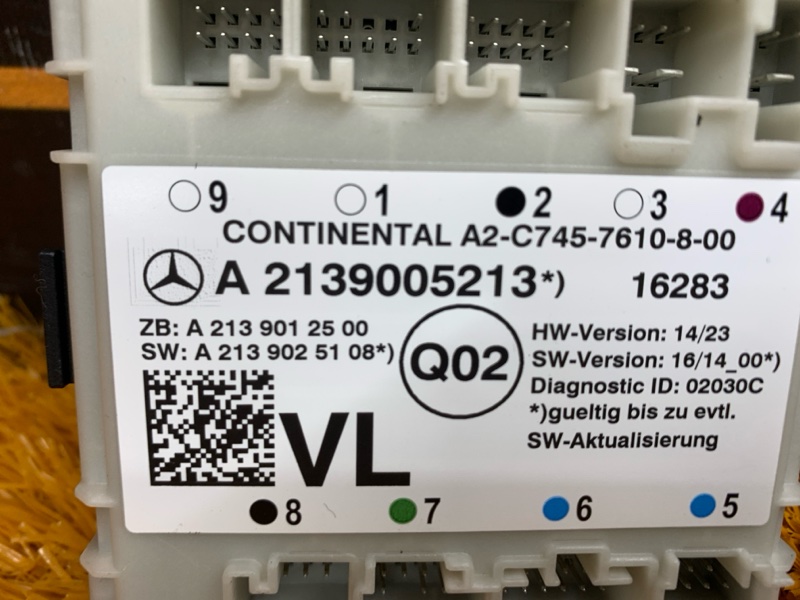 9 1 2 3 4
CONTINENTAL A2-C745-7610-8-00
A 2139005213*) 16283
ZB: A 213 901 25 00
SW: A 213 902 51 08*)
Q02
HW-Version: 14/23
SW-Version: 16/14_00*)
Diagnostic ID: 02030C
*)gueltig bis zu evtl.
SW-Aktualisierung
VL
8 7 6 5